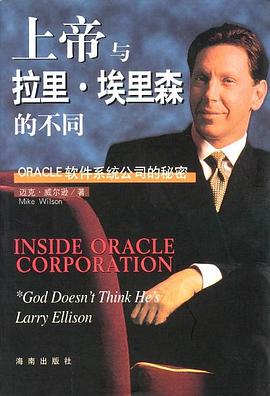 上帝与
拉里·埃里森
的不同
ORACLE软件系统公司的秘密
迈克·威尔逊/著
Mike Wilson
INSIDE ORACLE
CORPORATION
*God Doesn't Think He's
Larry Ellison
海南出版社